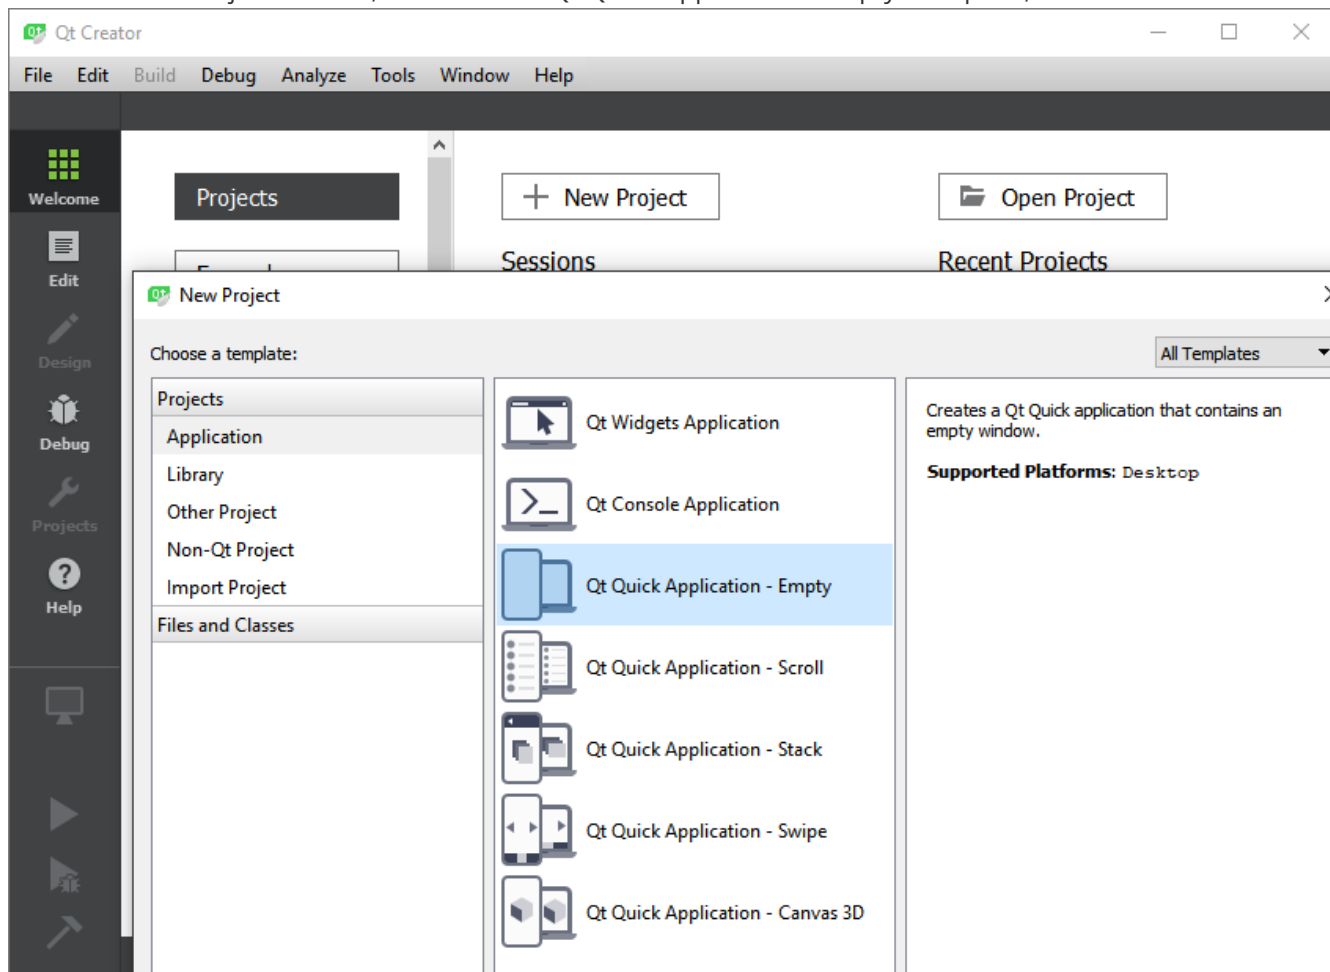 Qt Creator
File Edit Build Debug Analyze Tools Window Help
Welcome
Edit
Design
Debug
Projects
Help
Projects
New Project
Open Project
Sessions
Recent Projects
New Project
Choose a template:
All Templates
Projects
Application
Library
Other Project
Non-Qt Project
Import Project
Files and Classes
Qt Widgets Application
Qt Console Application
Qt Quick Application - Empty
Qt Quick Application - Scroll
Qt Quick Application - Stack
Qt Quick Application - Swipe
Qt Quick Application - Canvas 3D
Creates a Qt Quick application that contains an
empty window.
Supported Platforms: Desktop